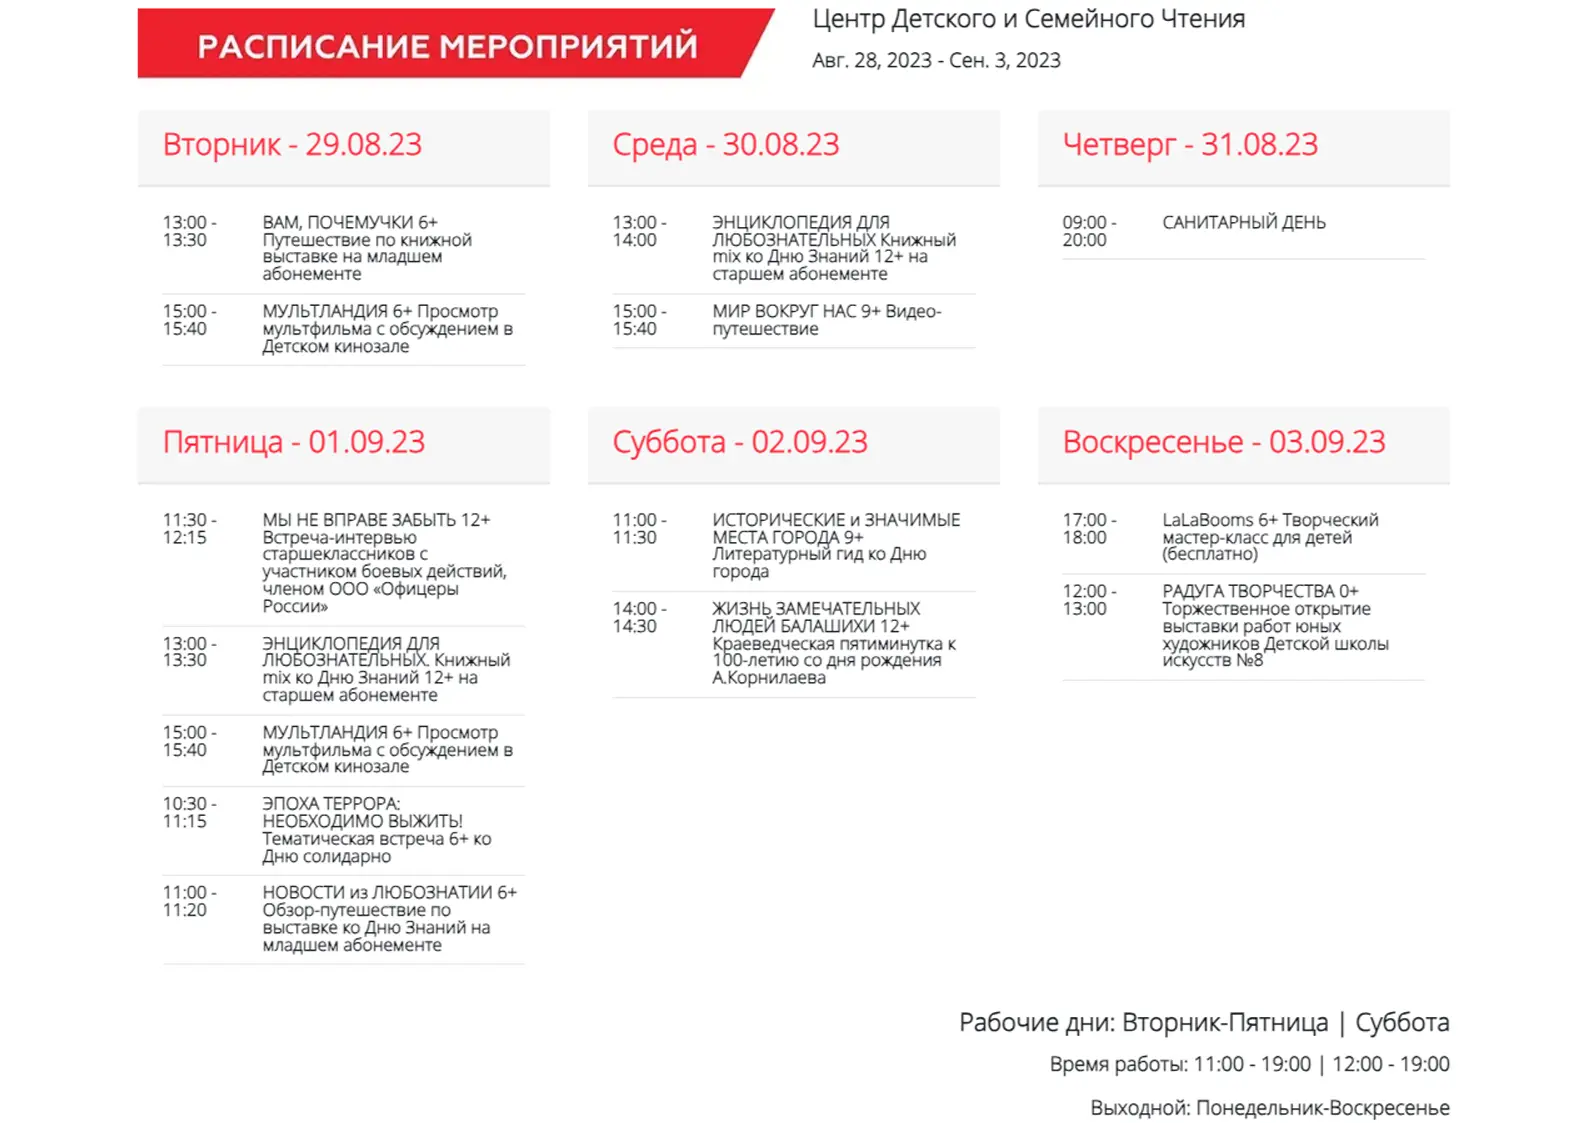 РАСПИСАНИЕ МЕРОПРИЯТИЙ
Центр Детского и Семейного Чтения
Авг. 28, 2023 - Сен. 3, 2023
Вторник - 29.08.23
13:00 -
13:30
ВАМ, ПОЧЕМУЧКИ 6+
Путешествие по книжной
выставке на младшем
абонементе
15:00 -
15:40
МУЛЬТЛАНДИЯ 6+ Просмотр
мультфильма с обсуждением в
Детском кинозале
Среда - 30.08.23
13:00 -
14:00
ЭНЦИКЛОПЕДИЯ ДЛЯ
ЛЮБОЗНАТЕЛЬНЫХ Книжный
mix ко Дню Знаний 12+ на
старшем абонементе
15:00 -
15:40
МИР ВОКРУГ НАС 9+ Видео-
путешествие
Четверг - 31.08.23
09:00 -
20:00
САНИТАРНЫЙ ДЕНЬ
Пятница - 01.09.23
11:30 -
12:15
МЫ НЕ ВПРАВЕ ЗАБЫТЬ 12+
Встреча-интервью
старшеклассников с
участником боевых действий,
членом ООО «Офицеры
России»
13:00 -
13:30
ЭНЦИКЛОПЕДИЯ ДЛЯ
ЛЮБОЗНАТЕЛЬНЫХ. Книжный
mix ко Дню Знаний 12+ на
старшем абонементе
15:00 -
15:40
МУЛЬТЛАНДИЯ 6+ Просмотр
мультфильма с обсуждением в
Детском кинозале
10:30 -
11:15
ЭПОХА ТЕРРОРА:
НЕОБХОДИМО ВЫЖИТЬ!
Тематическая встреча 6+ ко
Дню солидарно
11:00 -
11:20
НОВОСТИ из ЛЮБОЗНАТИИ 6+
Обзор-путешествие по
выставке ко Дню Знаний на
младшем абонементе
Суббота - 02.09.23
11:00 -
11:30
ИСТОРИЧЕСКИЕ и ЗНАЧИМЫЕ
МЕСТА ГОРОДА 9+
Литературный гид ко Дню
города
14:00 -
14:30
ЖИЗНЬ ЗАМЕЧАТЕЛЬНЫХ
ЛЮДЕЙ БАЛАШИХИ 12+
Краеведческая пятиминутка к
100-летию со дня рождения
А.Корнилаева
Воскресенье - 03.09.23
17:00 -
18:00
LaLaBooms 6+ Творческий
мастер-класс для детей
(бесплатно)
12:00 -
13:00
РАДУГА ТВОРЧЕСТВА 0+
Торжественное открытие
выставки работ юных
художников Детской школы
искусств №8
Рабочие дни: Вторник-Пятница | Суббота
Время работы: 11:00 - 19:00 | 12:00 - 19:00
Выходной: Понедельник-Воскресенье